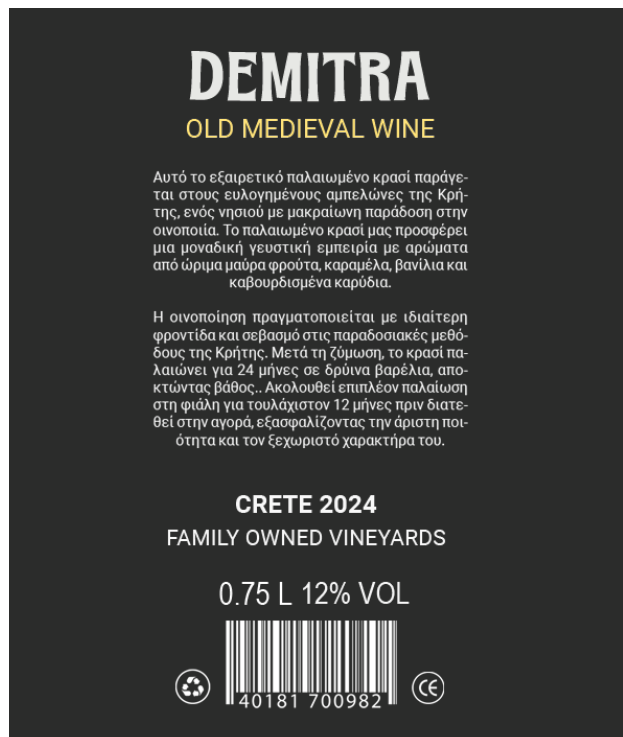 DEMITRA
OLD MEDIEVAL WINE
Αυτό το εξαιρετικό παλαιωμένο κρασί παράγε-
ται στους ευλογημένους αμπελώνες της Κρή-
της, ενός νησιού με μακραίωνη παράδοση στην
οινοποιία. Το παλαιωμένο κρασί μας προσφέρει
μια μοναδική γευστική εμπειρία με αρώματα
από ώριμα μαύρα φρούτα, καραμέλα, βανίλια και
καβουρδισμένα καρύδια.
Η οινοποίηση πραγματοποιείται με ιδιαίτερη
φροντίδα και σεβασμό στις παραδοσιακές μεθό-
δους της Κρήτης. Μετά τη ζύμωση, το κρασί πα-
λαιώνει για 24 μήνες σε δρύινα βαρέλια, απο-
κτώντας βάθος.. Ακολουθεί επιπλέον παλαίωση
στη φιάλη για τουλάχιστον 12 μήνες πριν διατε-
θεί στην αγορά, εξασφαλίζοντας την άριστη ποι-
ότητα και τον ξεχωριστό χαρακτήρα του.
CRETE 2024
FAMILY OWNED VINEYARDS
0.75 L 12% VOL
40181 700982
CE